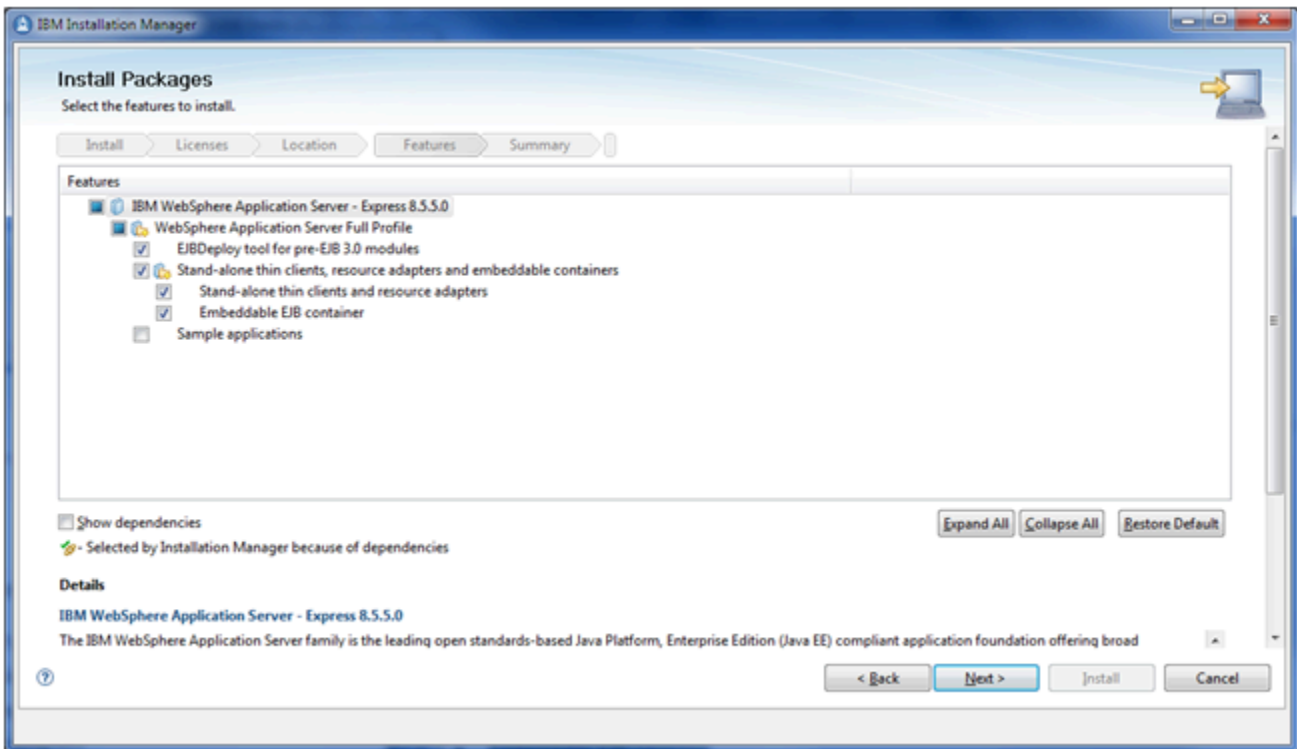 IBM Installation Manager
Install Packages
Select the features to install.
Install Licenses Location Features Summary
Features
IBM WebSphere Application Server - Express 8.5.5.0
WebSphere Application Server Full Profile
EJBDeploy tool for pre-EJB 3.0 modules
Stand-alone thin clients, resource adapters and embeddable containers
Stand-alone thin clients and resource adapters
Embeddable EJB container
Sample applications
Show dependencies Expand All Collapse All Restore Default
- Selected by Installation Manager because of dependencies
Details
IBM WebSphere Application Server - Express 8.5.5.0
The IBM WebSphere Application Server family is the leading open standards-based Java Platform, Enterprise Edition (Java EE) compliant application foundation offering broad
? < Back Next > Install Cancel